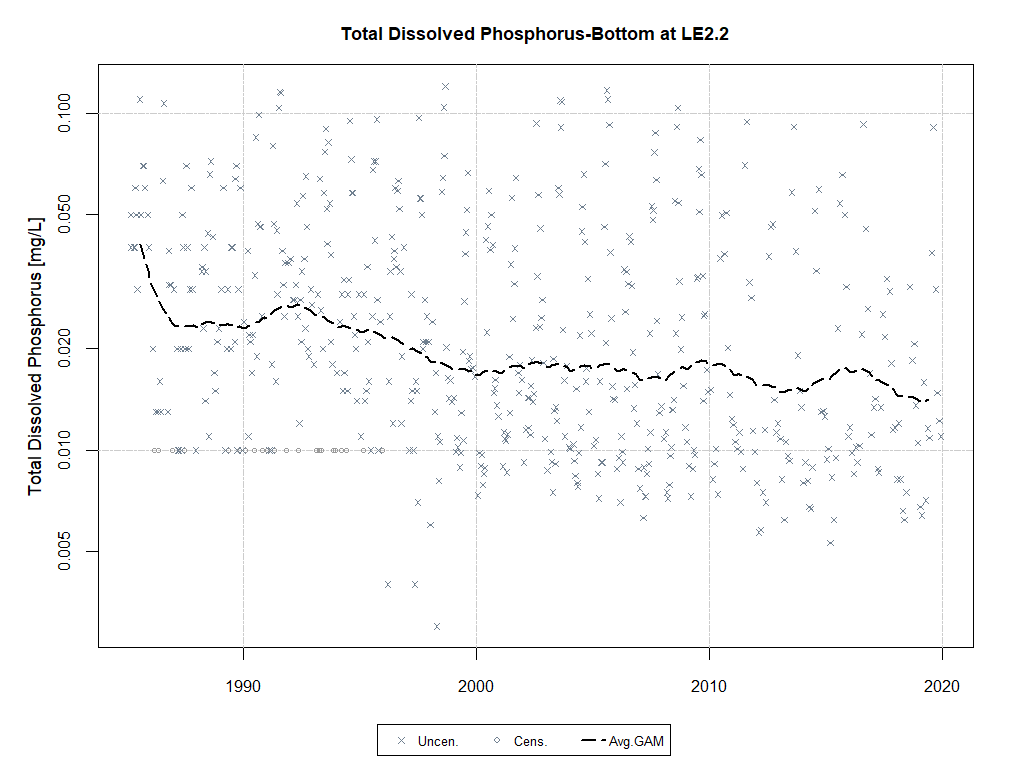 Total Dissolved Phosphorus-Bottom at LE2.2
Total Dissolved Phosphorus [mg/L]
0.100
0.050
0.020
0.010
0.005
1990 2000 2010 2020
Uncen. Cens. Avg.GAM